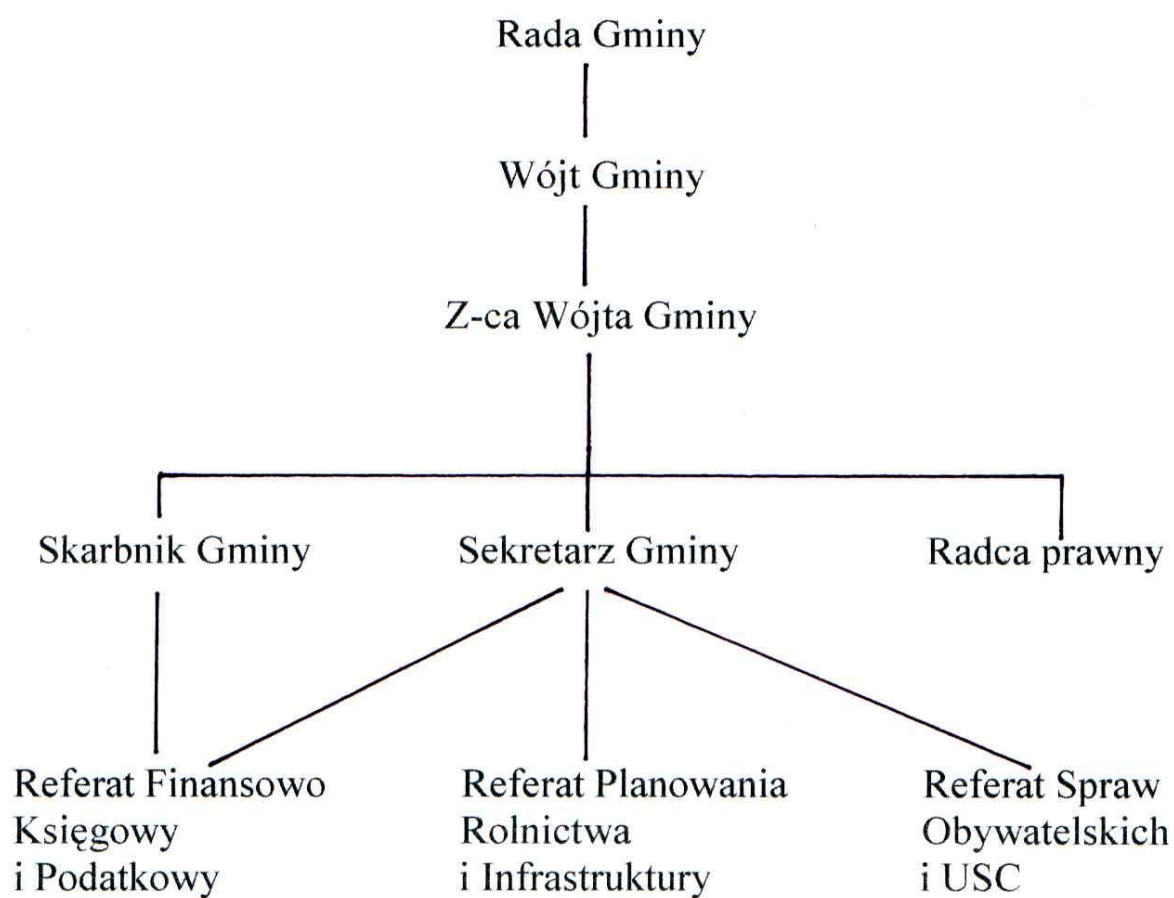 Rada Gminy
Wójt Gminy
Z-ca Wójta Gminy
Skarbnik Gminy
Sekretarz Gminy
Radca prawny
Referat Finansowo
Księgowy
i Podatkowy
Referat Planowania
Rolnictwa
i Infrastruktury
Referat Spraw
Obywatelskich
i USC